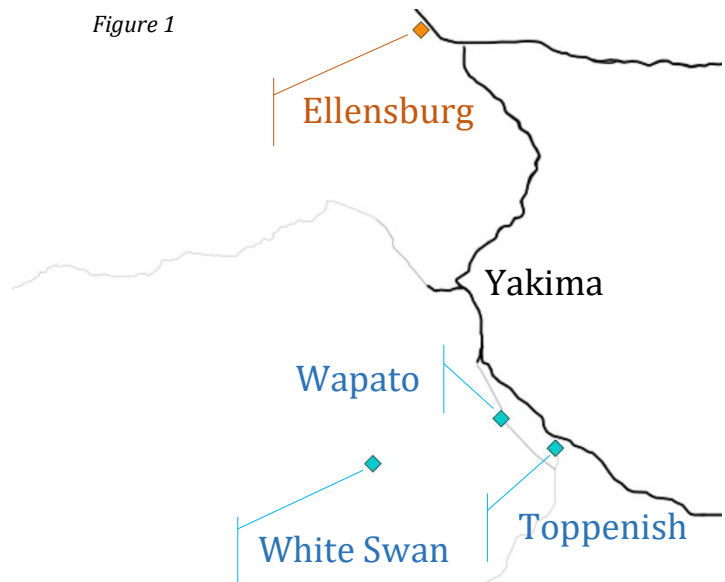 Figure 1
Ellensburg
Yakima
Wapato
Toppenish
White Swan